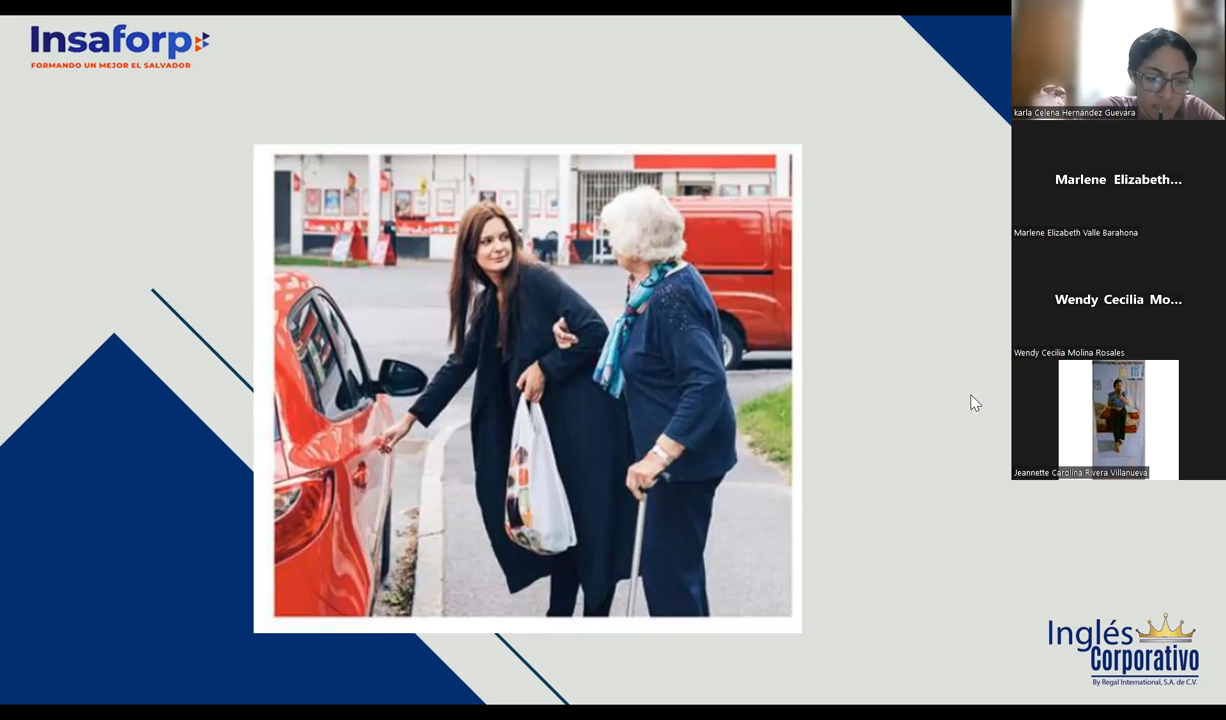 Insaforp
FORMANDO UN MEJOR EL SALVADOR
karla Celena Hernández Guevara
Marlene Elizabeth...
Marlene Elizabeth Valle Barahona
Wendy Cecilia Mo...
Wendy Cecilia Molina Rosales
Jeannette Carolina Rivera Villanueva
Inglés
Corporativo
By Regal International, S.A. de C.V.